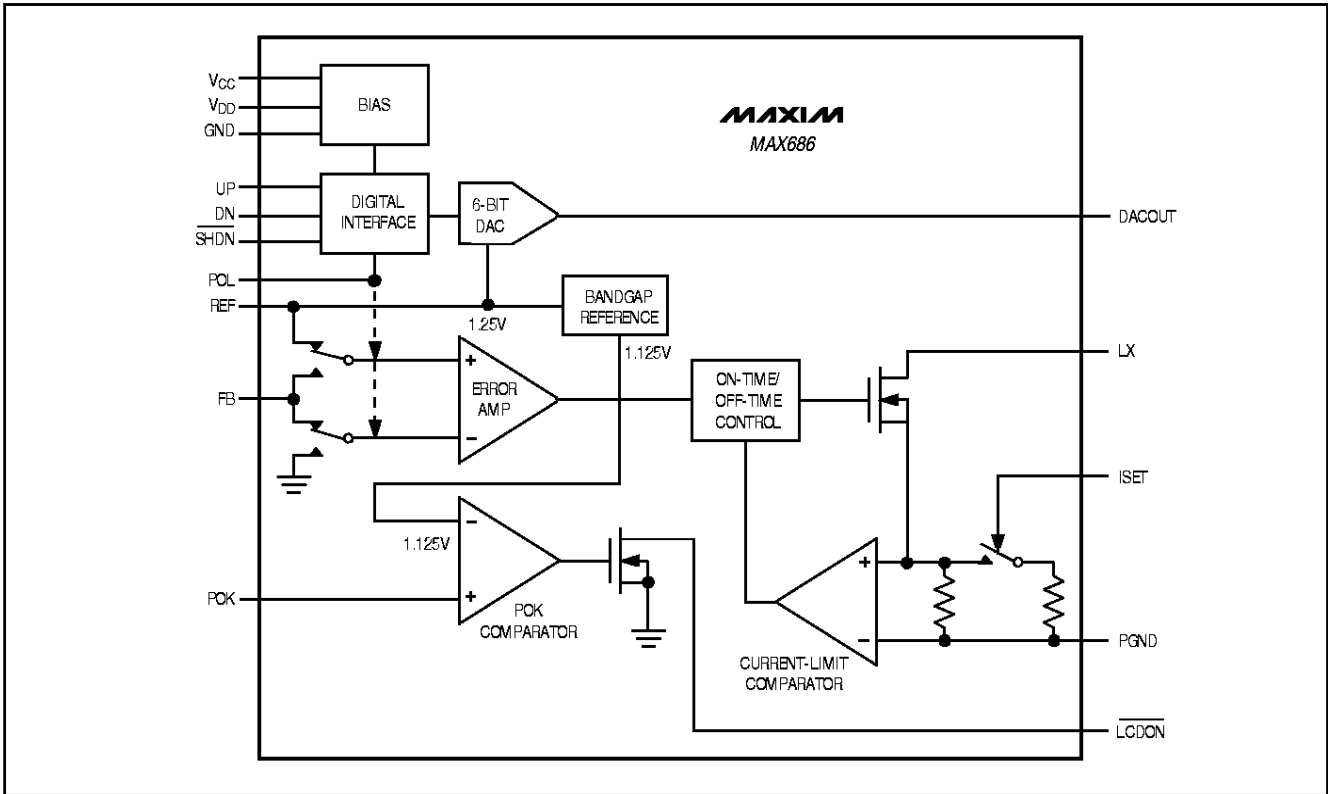 MAXIM
MAX686
VCC
VDD
GND
BIAS
UP
DN
SHDN
DIGITAL
INTERFACE
6-BIT
DAC
DACOUT
POL
REF
1.25V
BANDGAP
REFERENCE
1.125V
FB
+
ERROR
AMP
−
ON-TIME/
OFF-TIME
CONTROL
LX
ISET
−
1.125V
+
POK
POK
COMPARATOR
+
−
CURRENT-LIMIT
COMPARATOR
PGND
LCDON